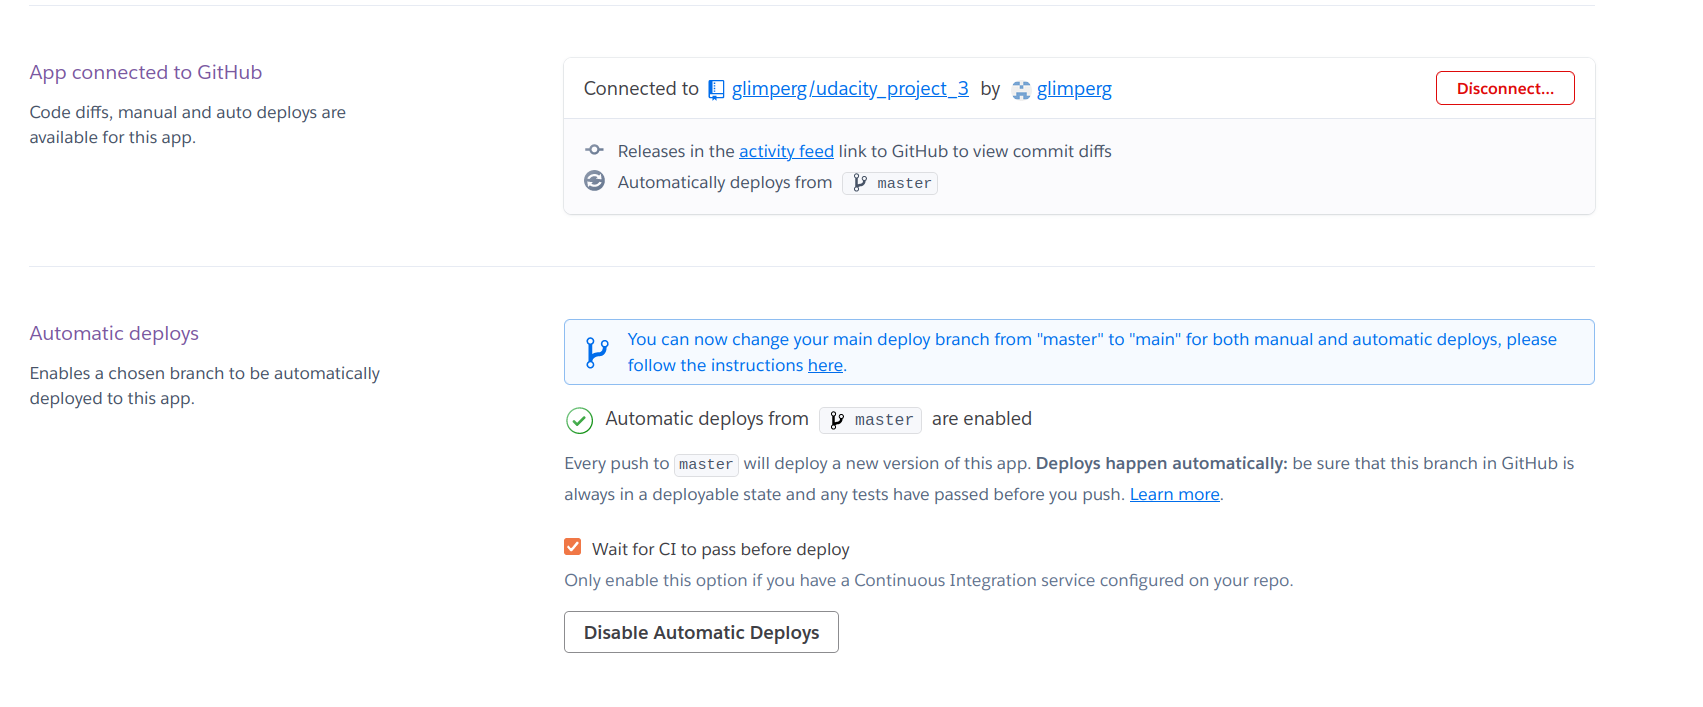 App connected to GitHub
Code diffs, manual and auto deploys are
available for this app.
Connected to glimperg/udacity_project_3 by glimperg
Disconnect...
Releases in the activity feed link to GitHub to view commit diffs
Automatically deploys from master
Automatic deploys
Enables a chosen branch to be automatically
deployed to this app.
You can now change your main deploy branch from "master" to "main" for both manual and automatic deploys, please
follow the instructions here.
Automatic deploys from master are enabled
Every push to master will deploy a new version of this app. Deploys happen automatically: be sure that this branch in GitHub is
always in a deployable state and any tests have passed before you push. Learn more.
Wait for CI to pass before deploy
Only enable this option if you have a Continuous Integration service configured on your repo.
Disable Automatic Deploys